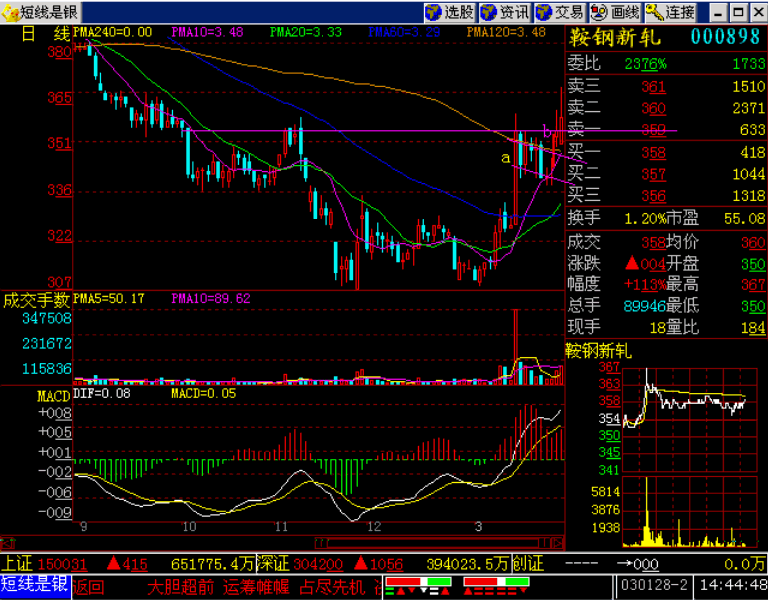 短线是银
选股 资讯 交易 画线 连接
日 线 PMA240=0.00 PMA10=3.48 PMA20=3.33 PMA60=3.29 PMA120=3.48
380
365
351
336
322
307
a
b
成交手数 PMA5=50.17 PMA10=89.62
347508
231672
115836
MACD DIF=0.08 MACD=0.05
+008
+005
+001
-002
-006
-009
9 10 11 12 3
鞍钢新轧 000898
委比 2376% 1733
卖三 361 1510
卖二 360 2371
卖一 359 633
买一 358 418
买二 357 1044
买三 356 1318
换手 1.20% 市盈 55.08
成交 358 均价 360
涨跌 ▲004 开盘 350
幅度 +113% 最高 367
总手 89946 最低 350
现手 18 量比 184
鞍钢新轧
367
363
358
354
350
345
341
5814
3876
1938
上证 150031 ▲415 651775.4万 深证 304200 ▲1056 394023.5万 创证 ---- →000 0.0万
短线是银 返回 大胆超前 运筹帷幄 占尽先机 030128-2 14:44:48